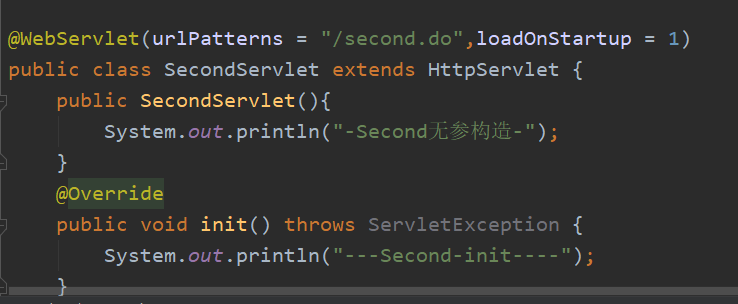 @WebServlet(urlPatterns = "/second.do",loadOnStartup = 1)
public class SecondServlet extends HttpServlet {
    public SecondServlet(){
        System.out.println("-Second无参构造-");
    }
    @Override
    public void init() throws ServletException {
        System.out.println("---Second-init----");
    }